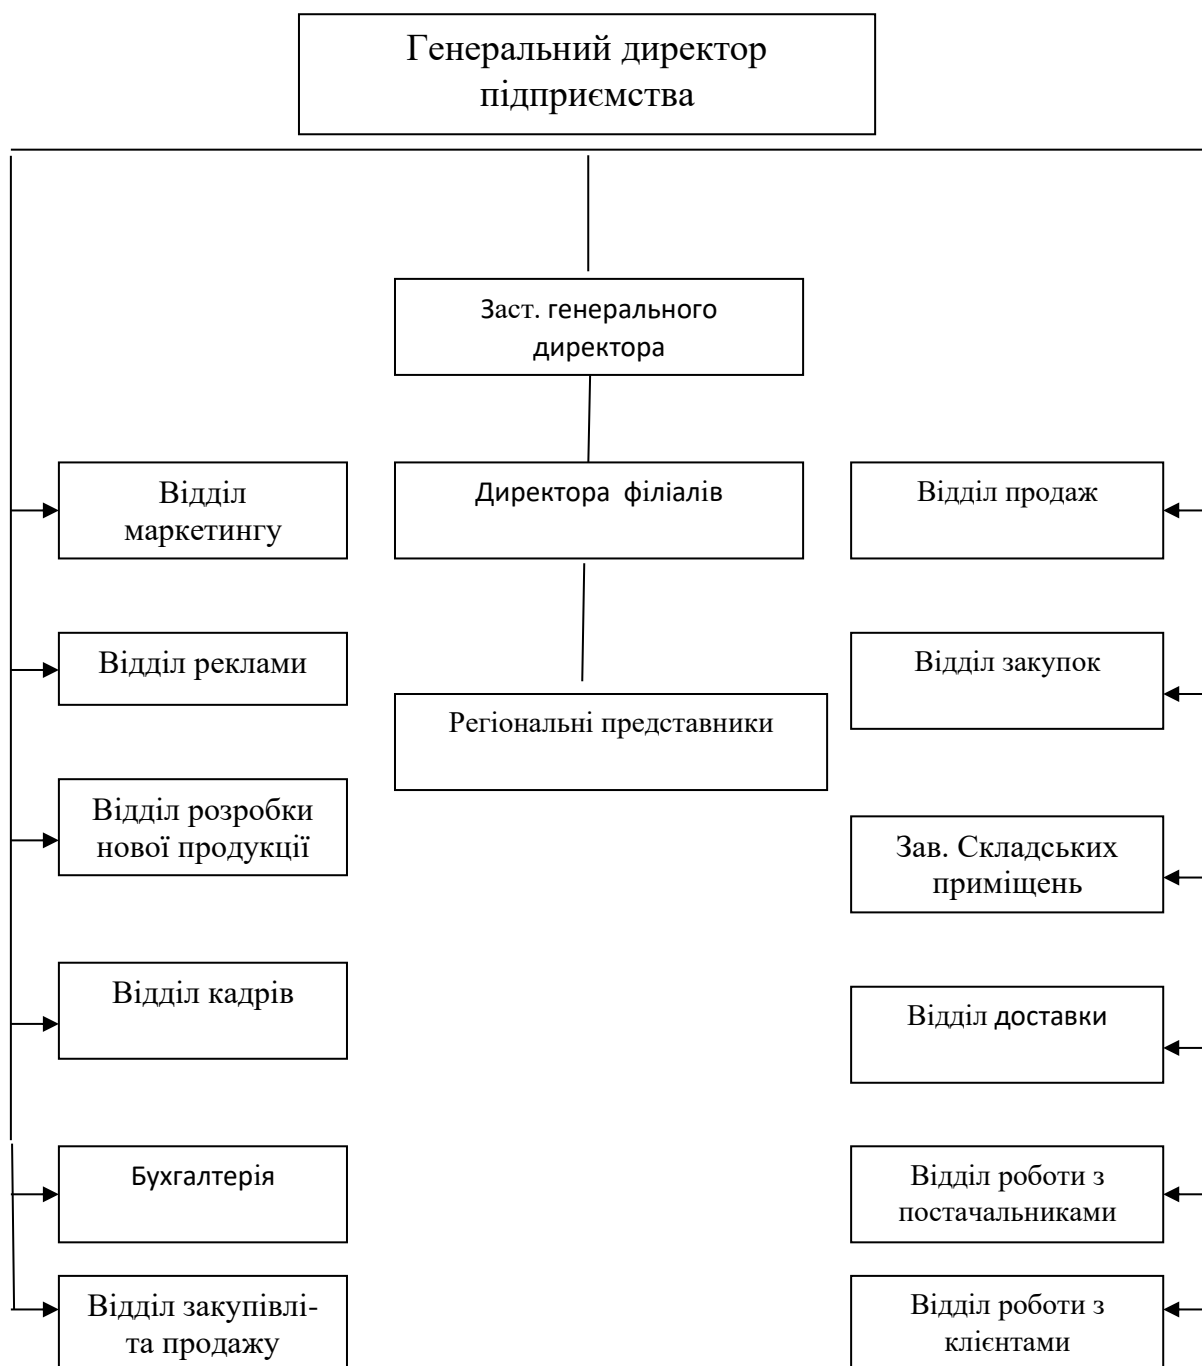 Генеральний директор
підприємства
Заст. генерального
директора
Відділ
маркетингу
Директора філіалів
Відділ продаж
Відділ реклами
Відділ закупок
Регіональні представники
Відділ розробки
нової продукції
Зав. Складських
приміщень
Відділ кадрів
Відділ доставки
Бухгалтерія
Відділ роботи з
постачальниками
Відділ закупівлі-
та продажу
Відділ роботи з
клієнтами